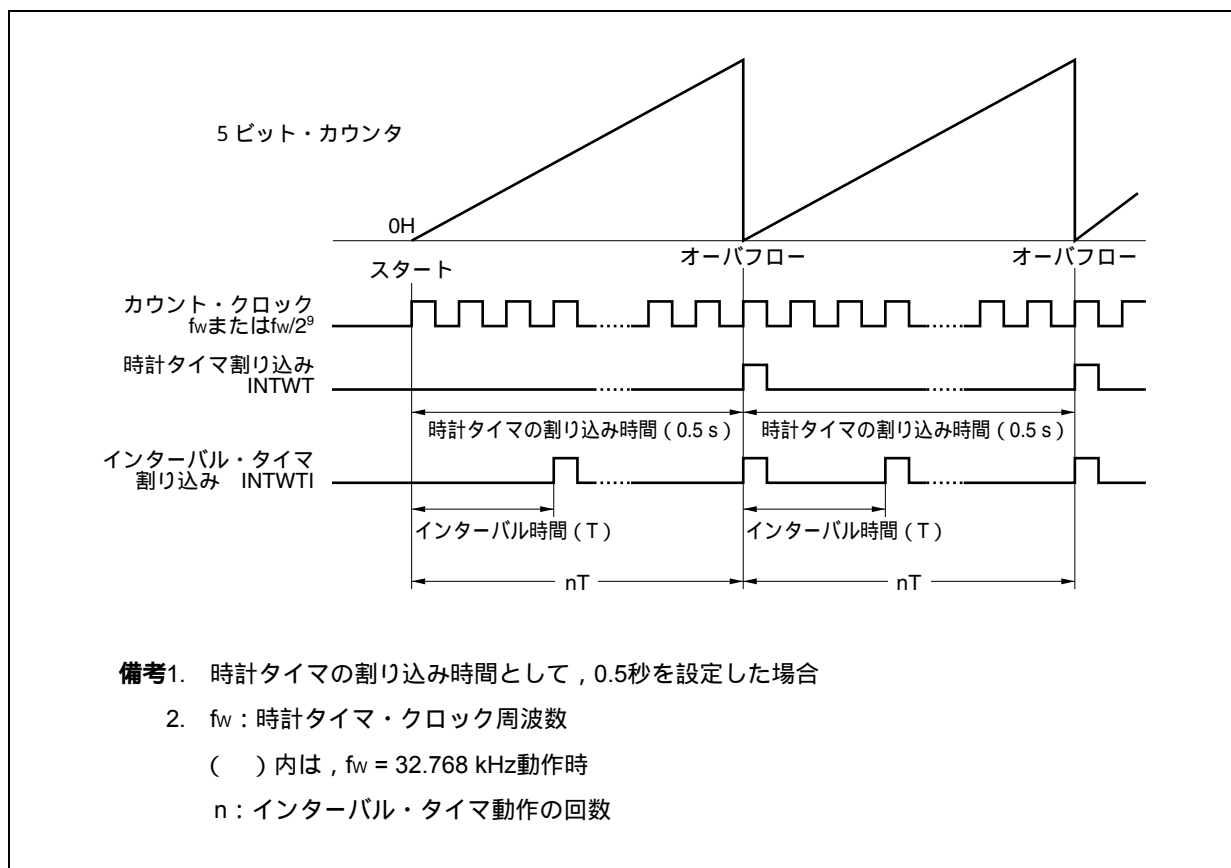 5 ビット・カウンタ
0H
スタート
オーバフロー
オーバフロー
カウント・クロック
fwまたはfw/2⁹
時計タイマ割り込み
INTWT
時計タイマの割り込み時間(0.5 s)
時計タイマの割り込み時間(0.5 s)
インターバル・タイマ
割り込み INTWTI
インターバル時間(T)
インターバル時間(T)
nT
nT
備考1. 時計タイマの割り込み時間として,0.5秒を設定した場合
2. fw:時計タイマ・クロック周波数
( )内は,fw = 32.768 kHz動作時
n:インターバル・タイマ動作の回数